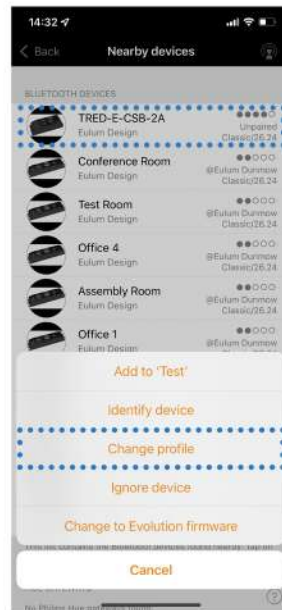 14:32
Back
Nearby devices
BLUETOOTH DEVICES
TRED-E-CSB-2A
Eulum Design
Unpaired
Classic/26.24
Conference Room
Eulum Design
@Eulum Dunmow
Classic/26.24
Test Room
Eulum Design
@Eulum Dunmow
Classic/26.24
Office 4
Eulum Design
@Eulum Dunmow
Classic/26.24
Assembly Room
Eulum Design
@Eulum Dunmow
Classic/26.24
Office 1
Eulum Design
@Eulum Dunmow
Classic/26.24
Add to 'Test'
Identify device
Change profile
Ignore device
Change to Evolution firmware
Cancel
?